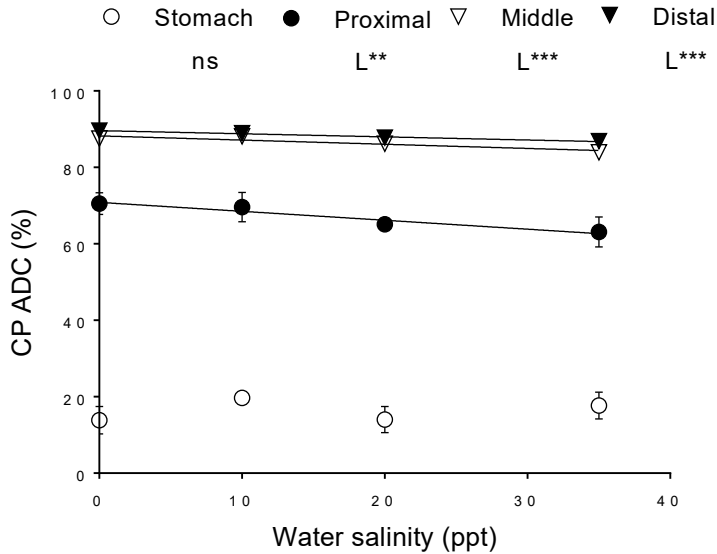 Stomach Proximal Middle Distal
ns L** L*** L***
100
80
60
40
20
0
CP ADC (%)
0 10 20 30 40
Water salinity (ppt)